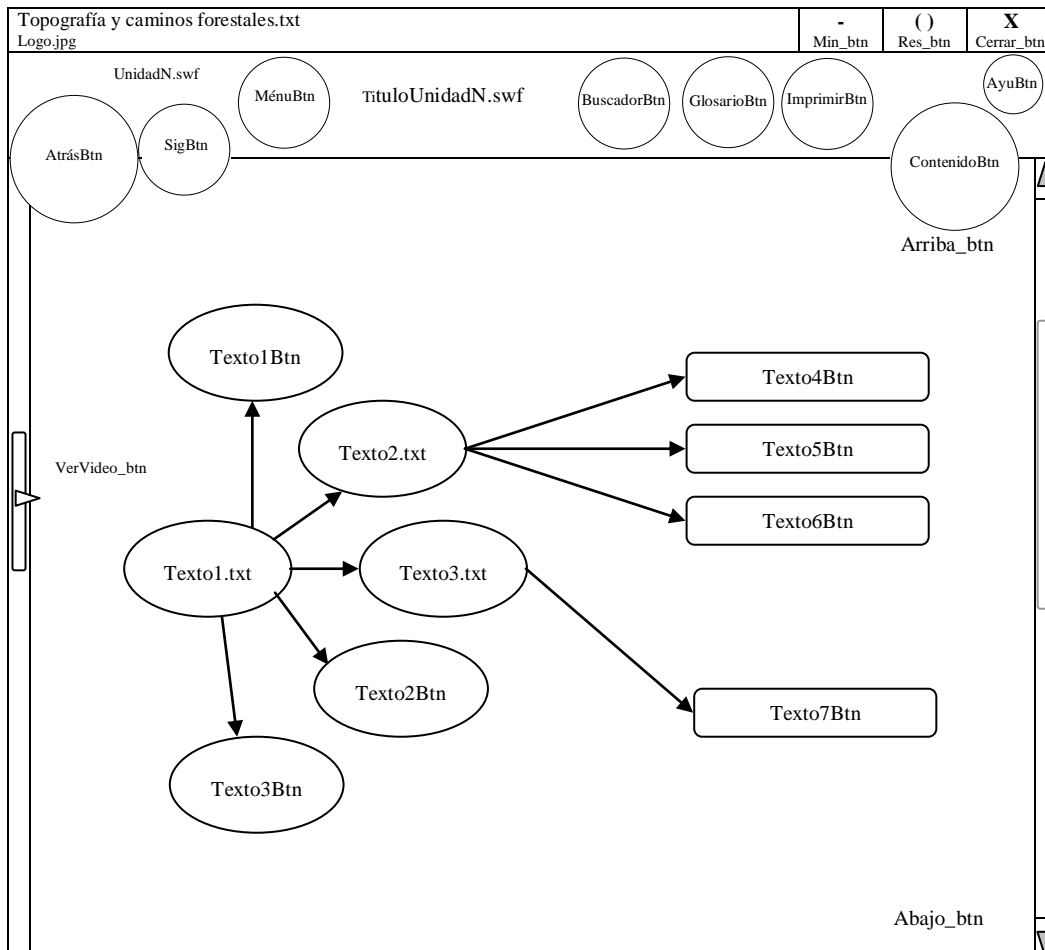 Topografía y caminos forestales.txt
Logo.jpg
-
Min_btn
( )
Res_btn
X
Cerrar_btn
UnidadN.swf
MénuBtn
TituloUnidadN.swf
BuscadorBtn
GlosarioBtn
ImprimirBtn
AyuBtn
AtrásBtn
SigBtn
ContenidoBtn
Arriba_btn
Texto1Btn
Texto4Btn
Texto2.txt
Texto5Btn
VerVideo_btn
Texto6Btn
Texto1.txt
Texto3.txt
Texto2Btn
Texto7Btn
Texto3Btn
Abajo_btn